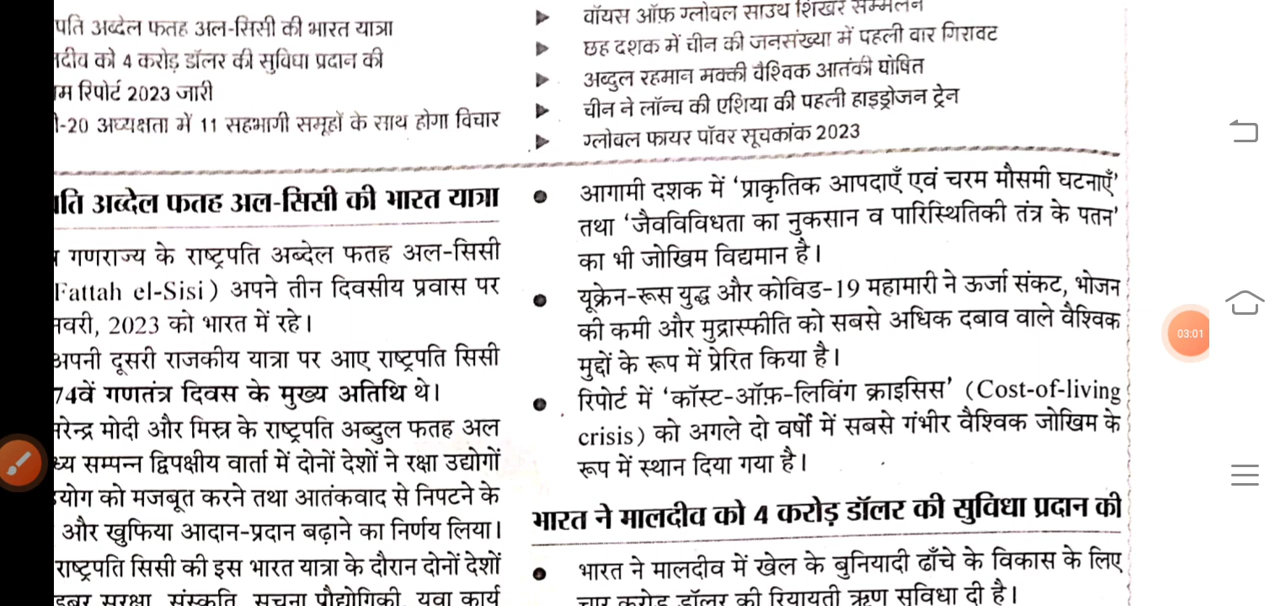 पति अब्देल फतह अल-सिसी की भारत यात्रा
को 4 करोड़ डॉलर की सुविधा प्रदान की
रिपोर्ट 2023 जारी
-20 अध्यक्षता में 11 सहभागी समूहों के साथ होगा विचार
वॉयस ऑफ़ ग्लोबल साउथ शिखर सम्मेलन
छह दशक में चीन की जनसंख्या में पहली बार गिरावट
अब्दुल रहमान मक्की वैश्विक आतंकी घोषित
चीन ने लॉन्च की एशिया की पहली हाइड्रोजन ट्रेन
ग्लोबल फायर पॉवर सूचकांक 2023
पति अब्देल फतह अल-सिसी की भारत यात्रा
गणराज्य के राष्ट्रपति अब्देल फतह अल-सिसी
Fattah el-Sisi) अपने तीन दिवसीय प्रवास पर
2023 को भारत में रहे।
अपनी दूसरी राजकीय यात्रा पर आए राष्ट्रपति सिसी
74वें गणतंत्र दिवस के मुख्य अतिथि थे।
मोदी और मिस्र के राष्ट्रपति अब्दुल फतह अल
सम्पन्न द्विपक्षीय वार्ता में दोनों देशों ने रक्षा उद्योगों
को मजबूत करने तथा आतंकवाद से निपटने के
और खुफिया आदान-प्रदान बढ़ाने का निर्णय लिया।
राष्ट्रपति सिसी की इस भारत यात्रा के दौरान दोनों देशों
सुरक्षा, संस्कृति, सूचना प्रौद्योगिकी, युवा कार्य
● आगामी दशक में ‘प्राकृतिक आपदाएँ एवं चरम मौसमी घटनाएँ’
तथा ‘जैवविविधता का नुकसान व पारिस्थितिकी तंत्र के पतन’
का भी जोखिम विद्यमान है।
● यूक्रेन-रूस युद्ध और कोविड-19 महामारी ने ऊर्जा संकट, भोजन
की कमी और मुद्रास्फीति को सबसे अधिक दबाव वाले वैश्विक
मुद्दों के रूप में प्रेरित किया है।
● रिपोर्ट में ‘कॉस्ट-ऑफ़-लिविंग क्राइसिस’ (Cost-of-living
crisis) को अगले दो वर्षों में सबसे गंभीर वैश्विक जोखिम के
रूप में स्थान दिया गया है।
भारत ने मालदीव को 4 करोड़ डॉलर की सुविधा प्रदान की
● भारत ने मालदीव में खेल के बुनियादी ढाँचे के विकास के लिए
चार करोड़ डॉलर की रियायती ऋण सुविधा दी है।
03:01